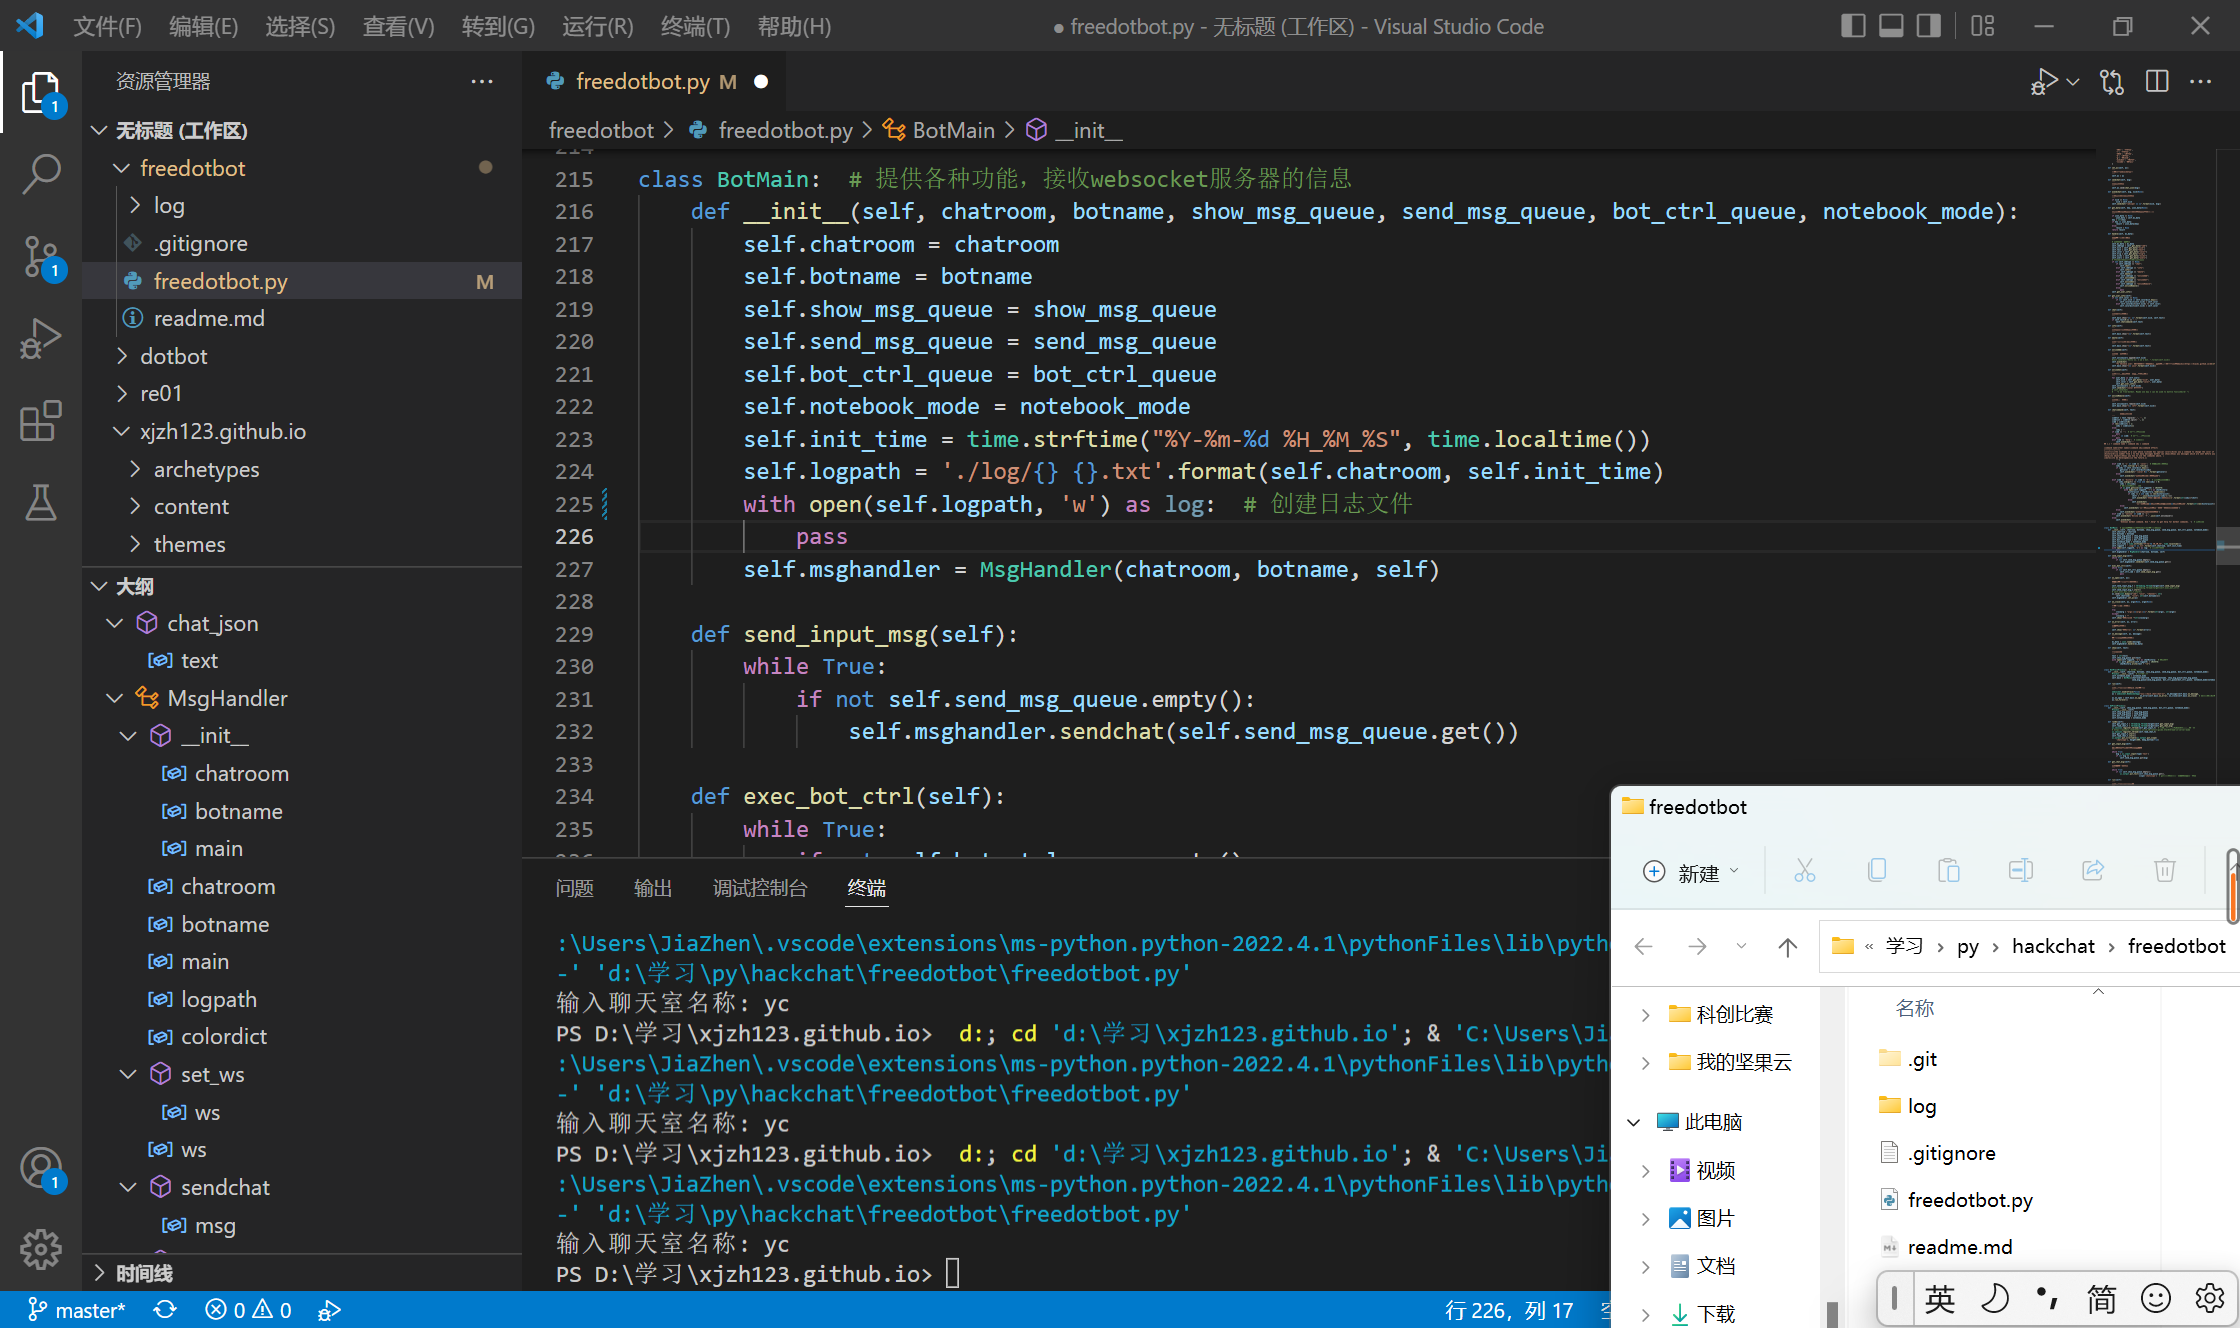 文件(F) 编辑(E) 选择(S) 查看(V) 转到(G) 运行(R) 终端(T) 帮助(H) ● freedotbot.py - 无标题 (工作区) - Visual Studio Code
资源管理器
无标题 (工作区)
freedotbot
log
.gitignore
freedotbot.py M
readme.md
dotbot
re01
xjzh123.github.io
archetypes
content
themes
大纲
chat_json
text
MsgHandler
__init__
chatroom
botname
main
chatroom
botname
main
logpath
colordict
set_ws
ws
ws
sendchat
msg
时间线
1
1
1
freedotbot.py M ●
freedotbot > freedotbot.py > BotMain > __init__
214
215 class BotMain:  # 提供各种功能，接收websocket服务器的信息
216     def __init__(self, chatroom, botname, show_msg_queue, send_msg_queue, bot_ctrl_queue, notebook_mode):
217         self.chatroom = chatroom
218         self.botname = botname
219         self.show_msg_queue = show_msg_queue
220         self.send_msg_queue = send_msg_queue
221         self.bot_ctrl_queue = bot_ctrl_queue
222         self.notebook_mode = notebook_mode
223         self.init_time = time.strftime("%Y-%m-%d %H_%M_%S", time.localtime())
224         self.logpath = './log/{} {}.txt'.format(self.chatroom, self.init_time)
225         with open(self.logpath, 'w') as log:  # 创建日志文件
226             pass
227         self.msghandler = MsgHandler(chatroom, botname, self)
228
229     def send_input_msg(self):
230         while True:
231             if not self.send_msg_queue.empty():
232                 self.msghandler.sendchat(self.send_msg_queue.get())
233
234     def exec_bot_ctrl(self):
235         while True:
问题 输出 调试控制台 终端
:\Users\JiaZhen\.vscode\extensions\ms-python.python-2022.4.1\pythonFiles\lib\pyth
-' 'd:\学习\py\hackchat\freedotbot\freedotbot.py'
输入聊天室名称: yc
PS D:\学习\xjzh123.github.io>  d:; cd 'd:\学习\xjzh123.github.io'; & 'C:\Users\Ji
:\Users\JiaZhen\.vscode\extensions\ms-python.python-2022.4.1\pythonFiles\lib\pyth
-' 'd:\学习\py\hackchat\freedotbot\freedotbot.py'
输入聊天室名称: yc
PS D:\学习\xjzh123.github.io>  d:; cd 'd:\学习\xjzh123.github.io'; & 'C:\Users\Ji
:\Users\JiaZhen\.vscode\extensions\ms-python.python-2022.4.1\pythonFiles\lib\pyth
-' 'd:\学习\py\hackchat\freedotbot\freedotbot.py'
输入聊天室名称: yc
PS D:\学习\xjzh123.github.io>
master* 0 0 行 226，列 17
freedotbot
新建
« 学习 › py › hackchat › freedotbot
科创比赛
我的坚果云
此电脑
视频
图片
文档
下载
名称
.git
log
.gitignore
freedotbot.py
readme.md
英 简